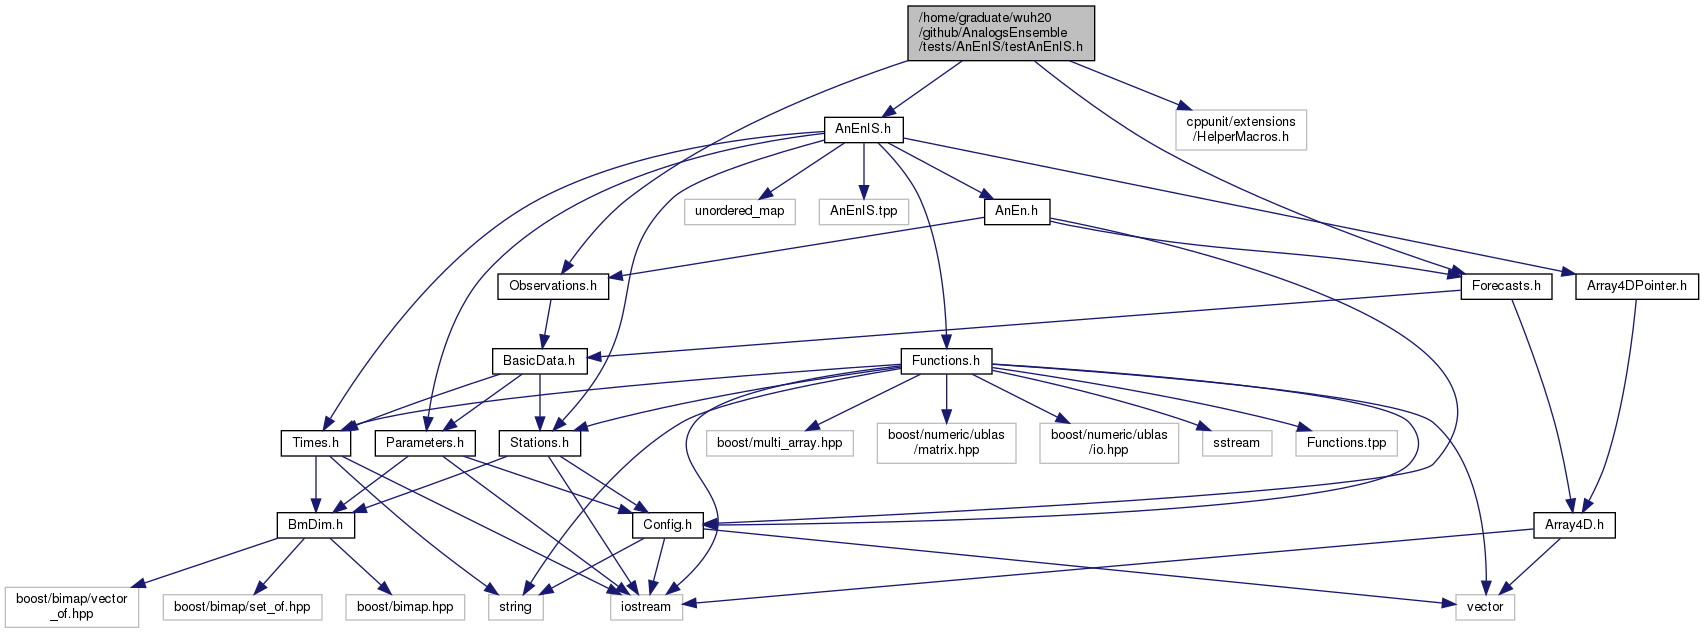 /home/graduate/wuh20
/github/AnalogsEnsemble
/tests/AnEnIS/testAnEnIS.h
cppunit/extensions
/HelperMacros.h
AnEnIS.h
unordered_map
AnEnIS.tpp
AnEn.h
Observations.h
Forecasts.h
Array4DPointer.h
BasicData.h
Functions.h
Times.h
Parameters.h
Stations.h
boost/multi_array.hpp
boost/numeric/ublas
/matrix.hpp
boost/numeric/ublas
/io.hpp
sstream
Functions.tpp
BmDim.h
Config.h
Array4D.h
boost/bimap/vector
_of.hpp
boost/bimap/set_of.hpp
boost/bimap.hpp
string
iostream
vector